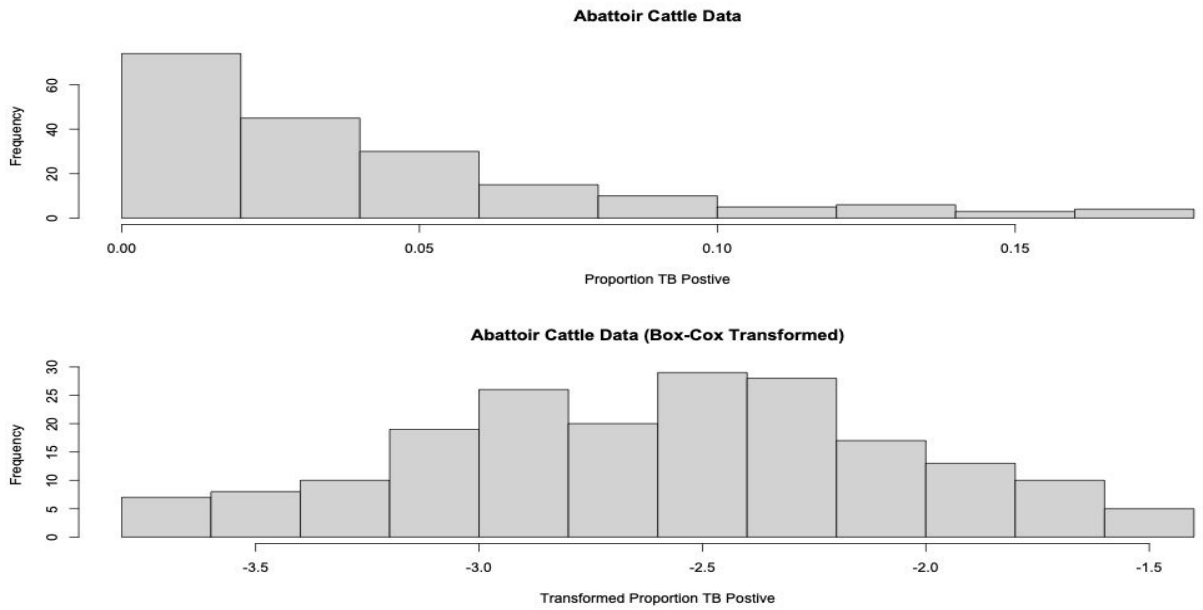 Abattoir Cattle Data
Frequency
60
40
20
0
0.00 0.05 0.10 0.15
Proportion TB Postive
Abattoir Cattle Data (Box-Cox Transformed)
Frequency
30
25
20
15
10
5
0
-3.5 -3.0 -2.5 -2.0 -1.5
Transformed Proportion TB Postive